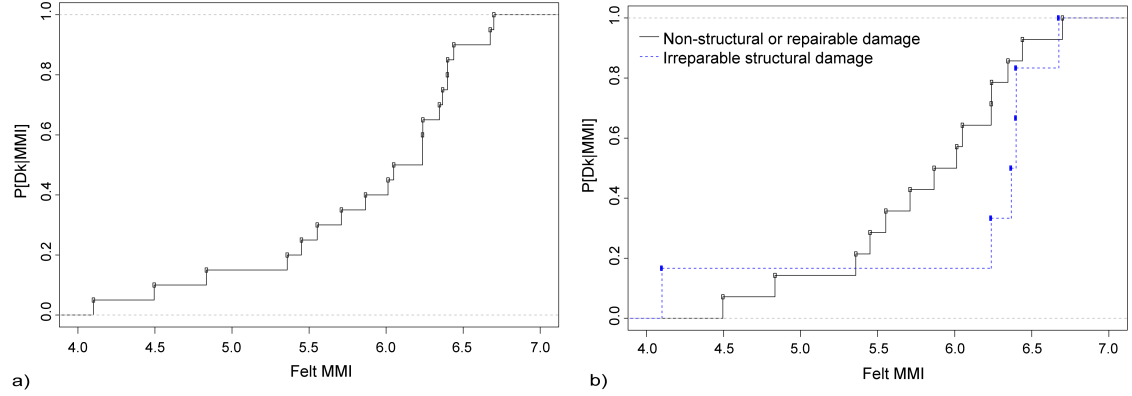 1.0
0.8
0.6
0.4
0.2
0.0
P[Dk|MMI]
4.0 4.5 5.0 5.5 6.0 6.5 7.0
Felt MMI
a)
Non-structural or repairable damage
Irreparable structural damage
1.0
0.8
0.6
0.4
0.2
0.0
P[Dk|MMI]
4.0 4.5 5.0 5.5 6.0 6.5 7.0
Felt MMI
b)